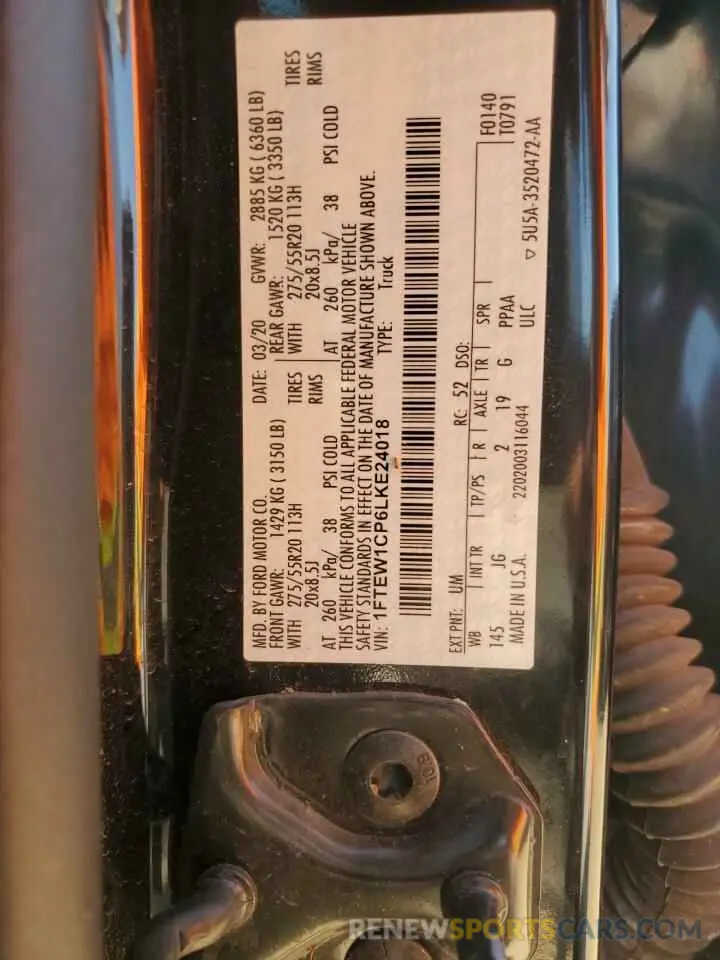 MFD. BY FORD MOTOR CO.
DATE: 03/20 GVWR: 2885 KG ( 6360 LB)
FRONT GAWR: 1429 KG ( 3150 LB) REAR GAWR: 1520 KG ( 3350 LB)
WITH 275/55R20 113H TIRES WITH 275/55R20 113H TIRES
20x8.5J RIMS 20x8.5J RIMS
AT 260 kPa/ 38 PSI COLD AT 260 kPa/ 38 PSI COLD
THIS VEHICLE CONFORMS TO ALL APPLICABLE FEDERAL MOTOR VEHICLE
SAFETY STANDARDS IN EFFECT ON THE DATE OF MANUFACTURE SHOWN ABOVE.
VIN: 1FTEW1CP6LKE24018 TYPE: Truck
EXT PNT: UM RC: 52 DSO:
WB INT TR TP/PS R AXLE TR SPR F0140
145 JG 2 19 G PPAA T0791
MADE IN U.S.A. 2202003116044 ULC
5U5A-3520472-AA
10.9
RENEWSPORTSCARS.COM